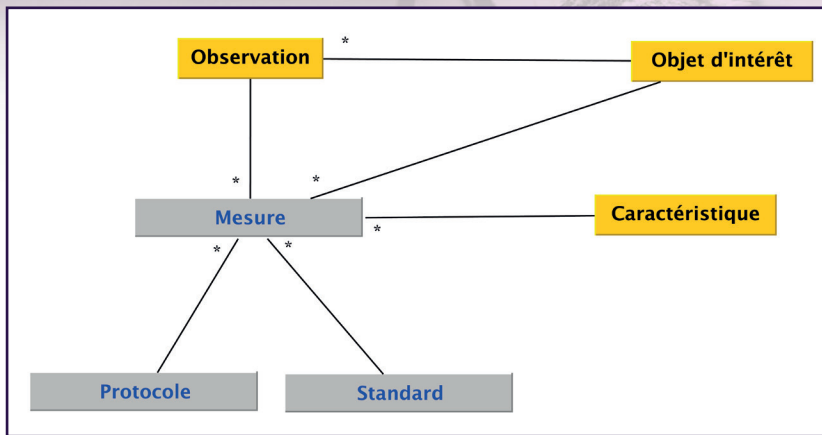 *
Observation
Objet d'intérêt
*
*
Mesure
Caractéristique
*
*
*
Protocole
Standard